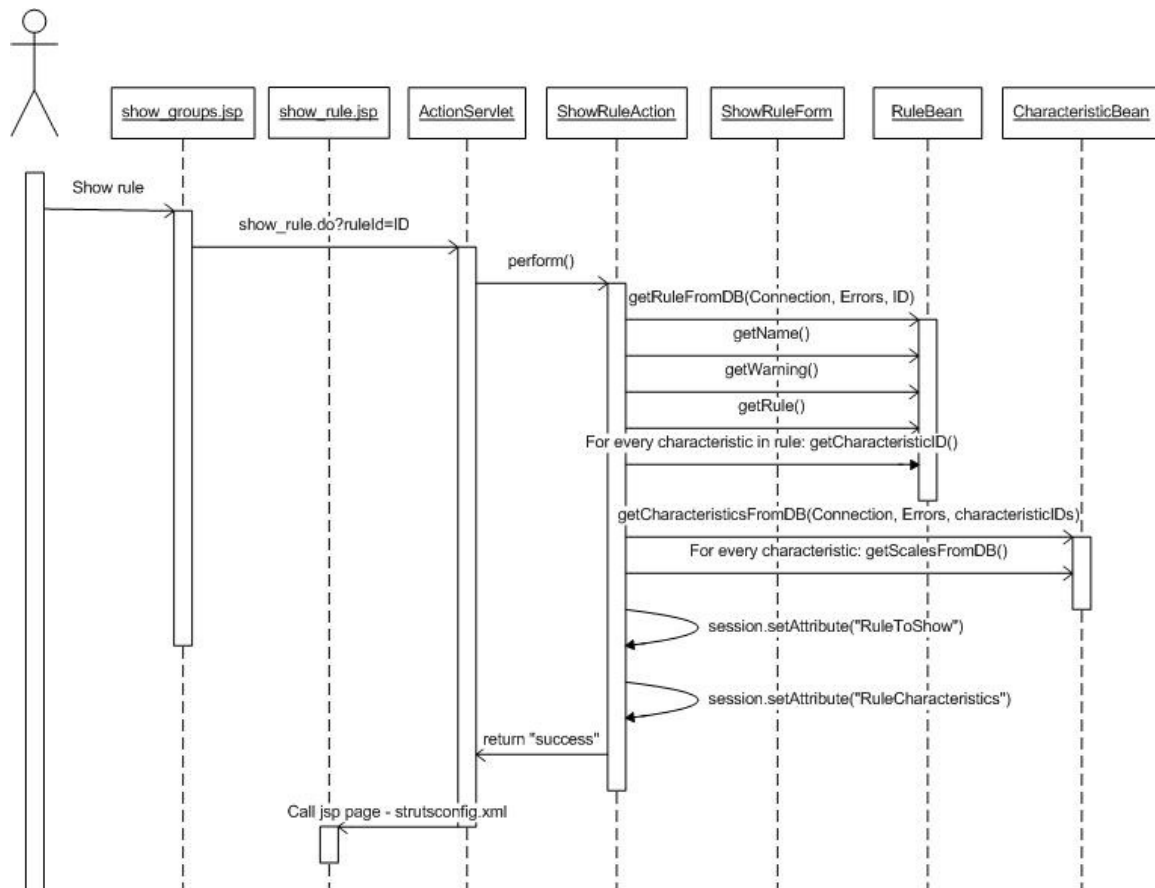 show_groups.jsp
show_rule.jsp
ActionServlet
ShowRuleAction
ShowRuleForm
RuleBean
CharacteristicBean
Show rule
show_rule.do?ruleId=ID
perform()
getRuleFromDB(Connection, Errors, ID)
getName()
getWarning()
getRule()
For every characteristic in rule: getCharacteristicID()
getCharacteristicsFromDB(Connection, Errors, characteristicIDs)
For every characteristic: getScalesFromDB()
session.setAttribute("RuleToShow")
session.setAttribute("RuleCharacteristics")
return "success"
Call jsp page - strutsconfig.xml